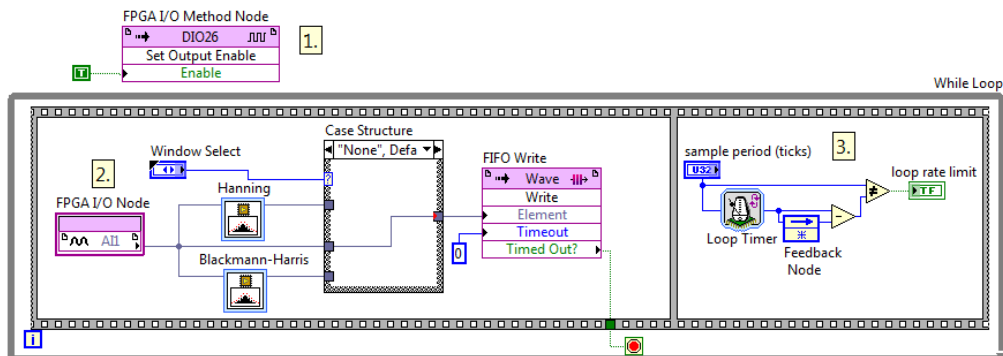 FPGA I/O Method Node
DIO26
Set Output Enable
Enable
T
1.
While Loop
Case Structure
"None", Defa
Window Select
?
2.
Hanning
FPGA I/O Node
AI1
Blackmann-Harris
FIFO Write
Wave
Write
Element
Timeout
0
Timed Out?
3.
sample period (ticks)
U32
loop rate limit
TF
Loop Timer
Feedback
Node
i